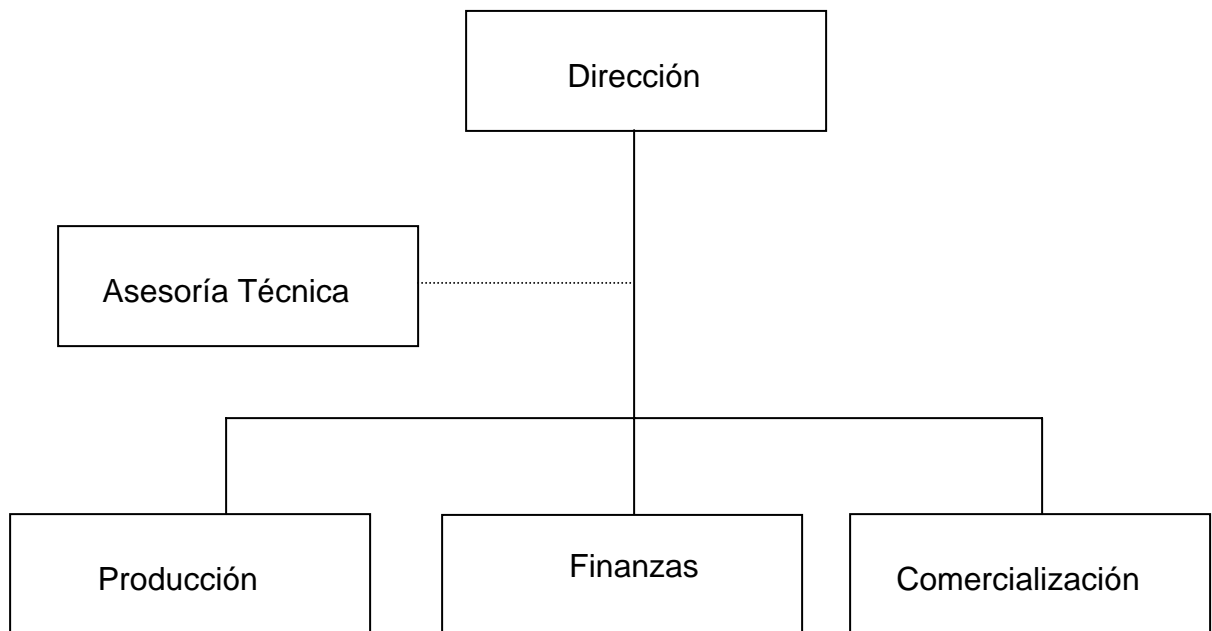 Dirección
Asesoría Técnica
Producción
Finanzas
Comercialización